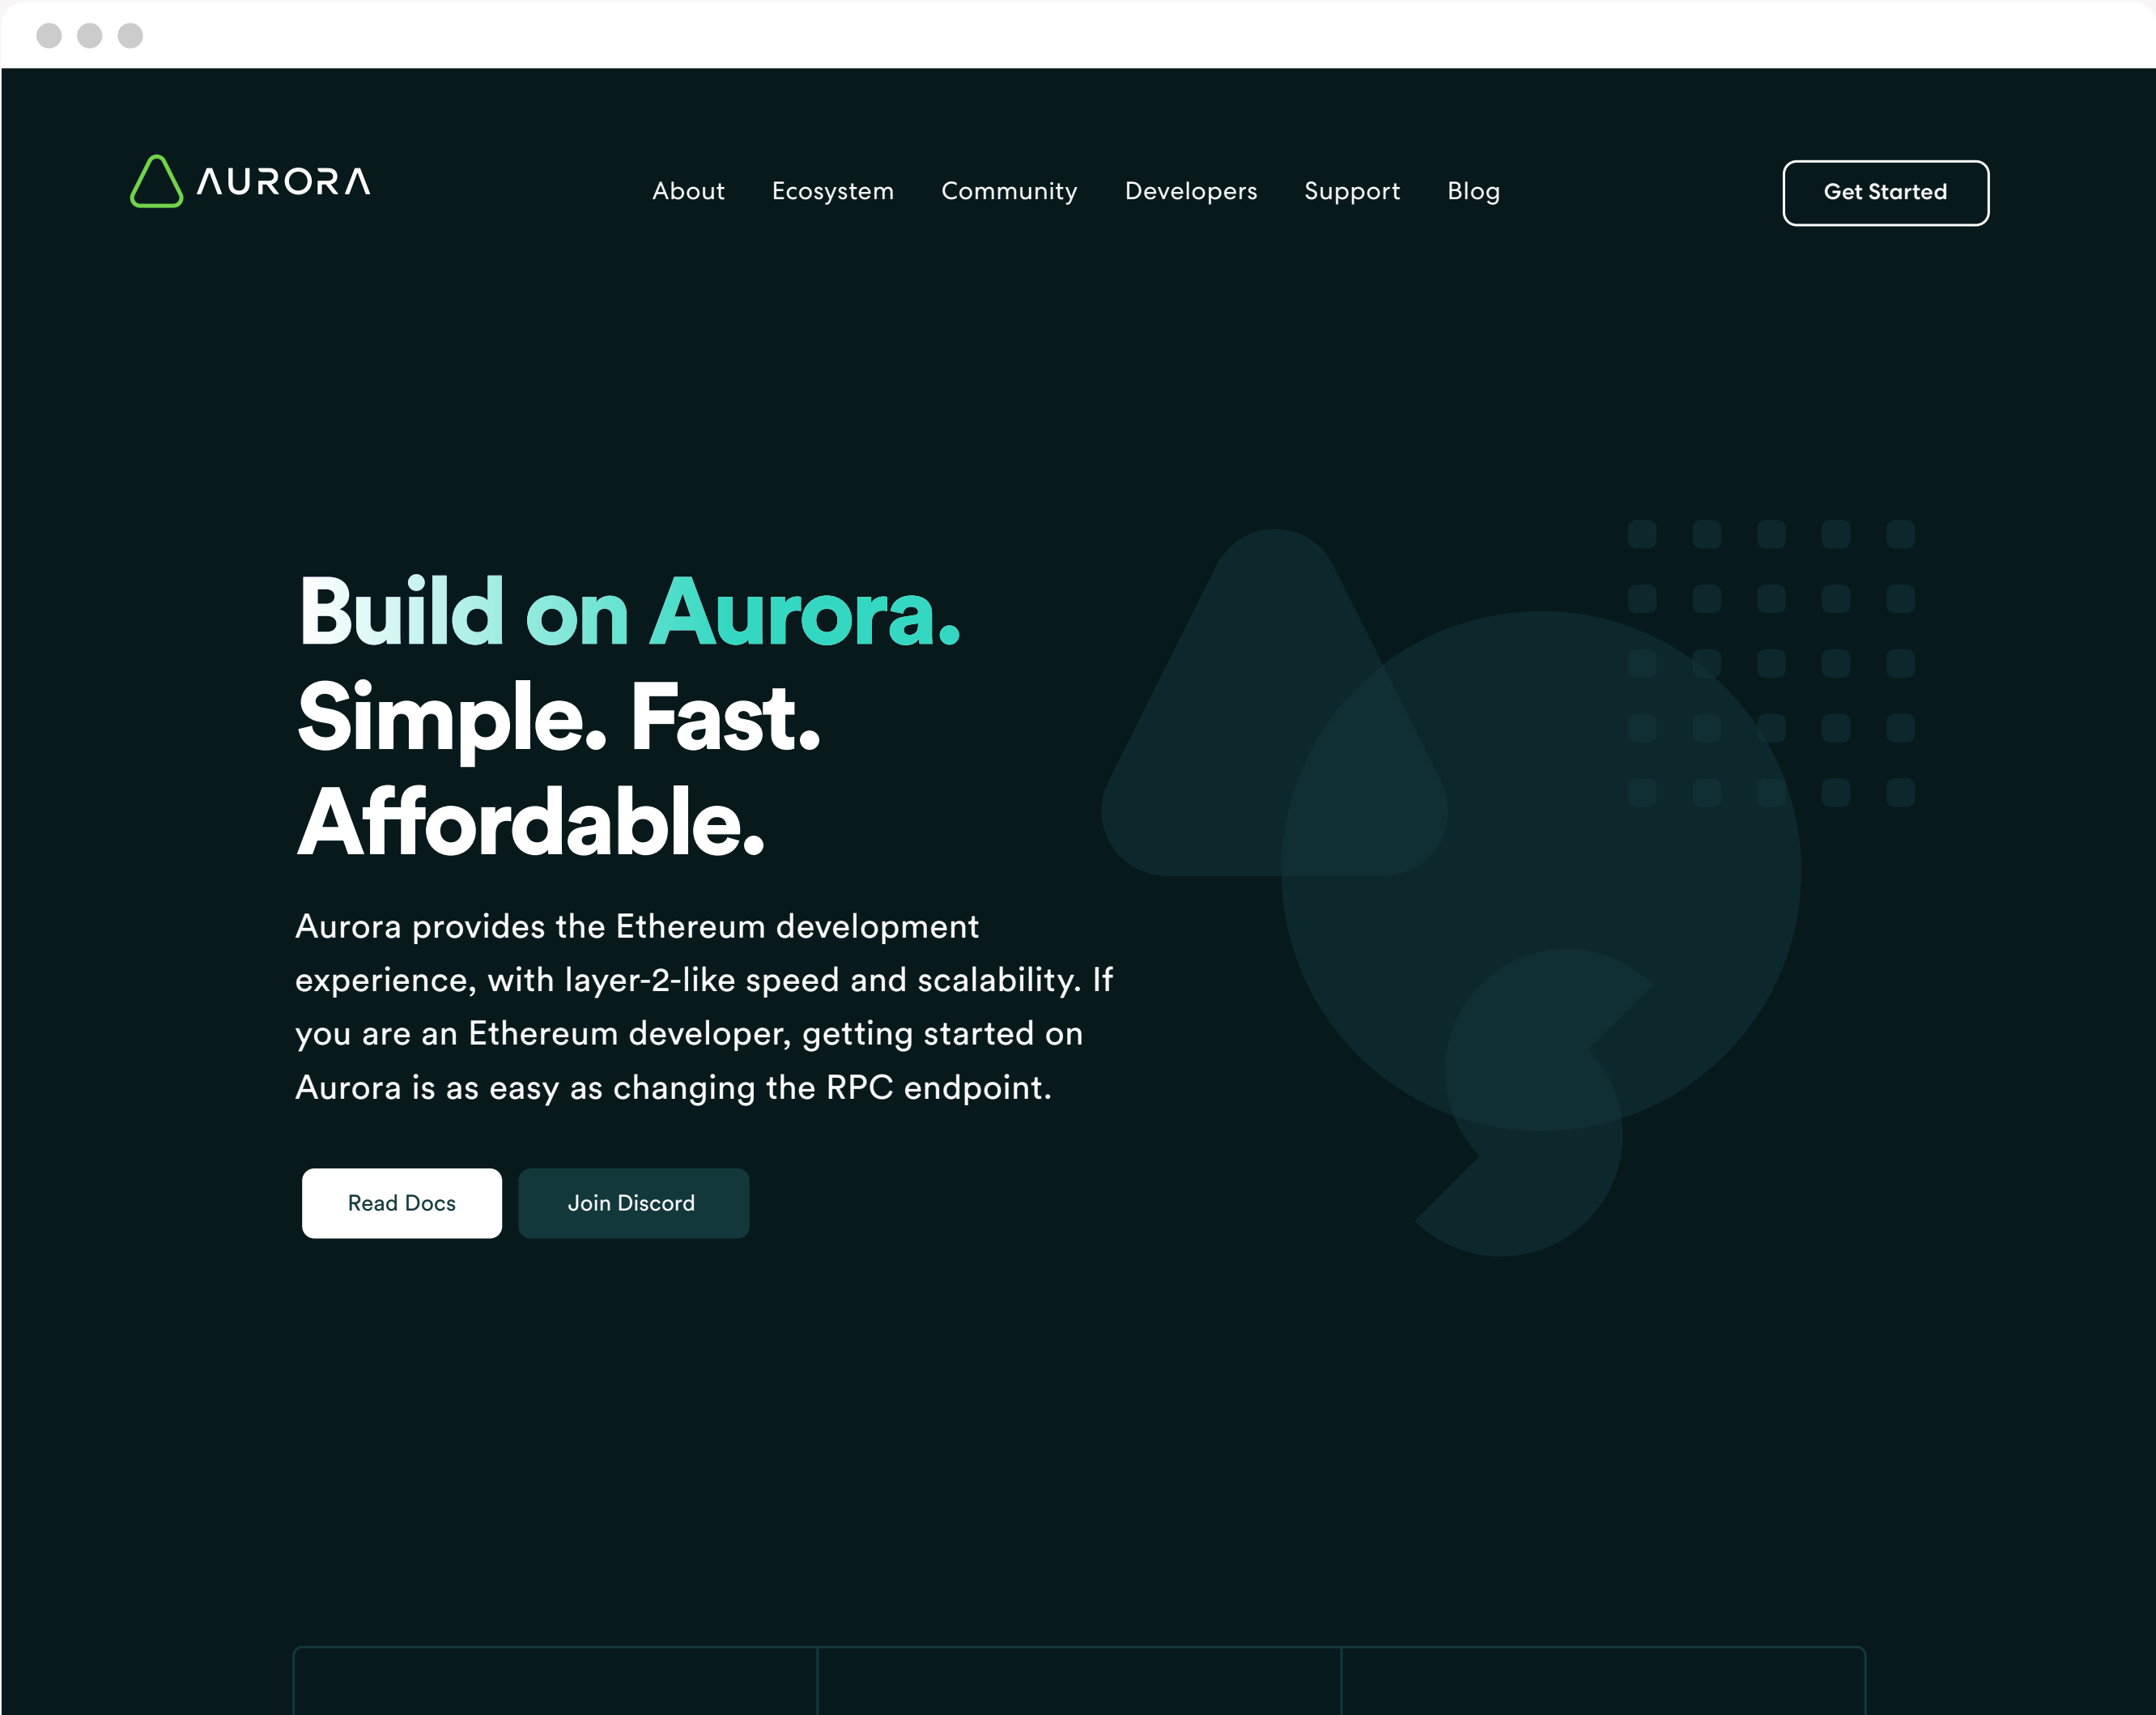 AURORA
About Ecosystem Community Developers Support Blog
Get Started
Build on Aurora.
Simple. Fast.
Affordable.
Aurora provides the Ethereum development
experience, with layer-2-like speed and scalability. If
you are an Ethereum developer, getting started on
Aurora is as easy as changing the RPC endpoint.
Read Docs
Join Discord